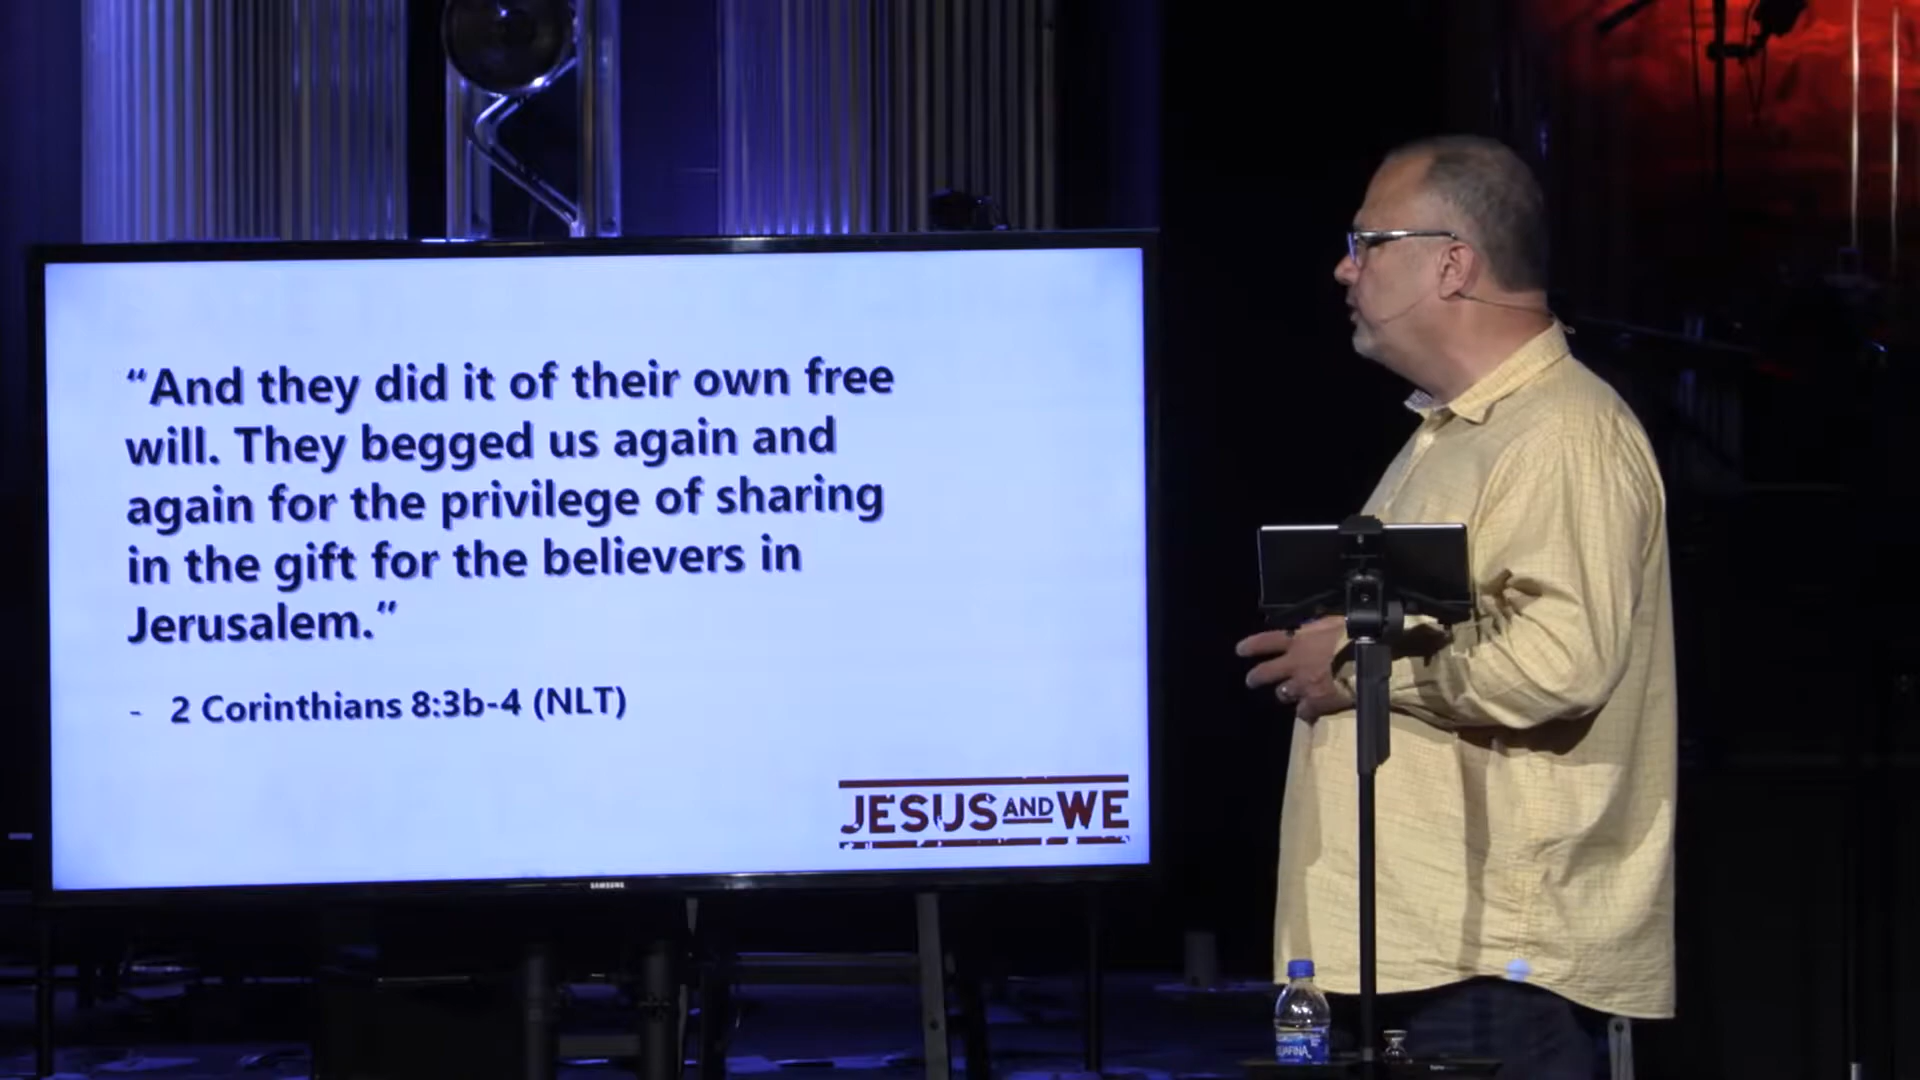 “And they did it of their own free
will. They begged us again and
again for the privilege of sharing
in the gift for the believers in
Jerusalem.”
- 2 Corinthians 8:3b-4 (NLT)
JESUS AND WE
SAMSUNG
AQUAFINA